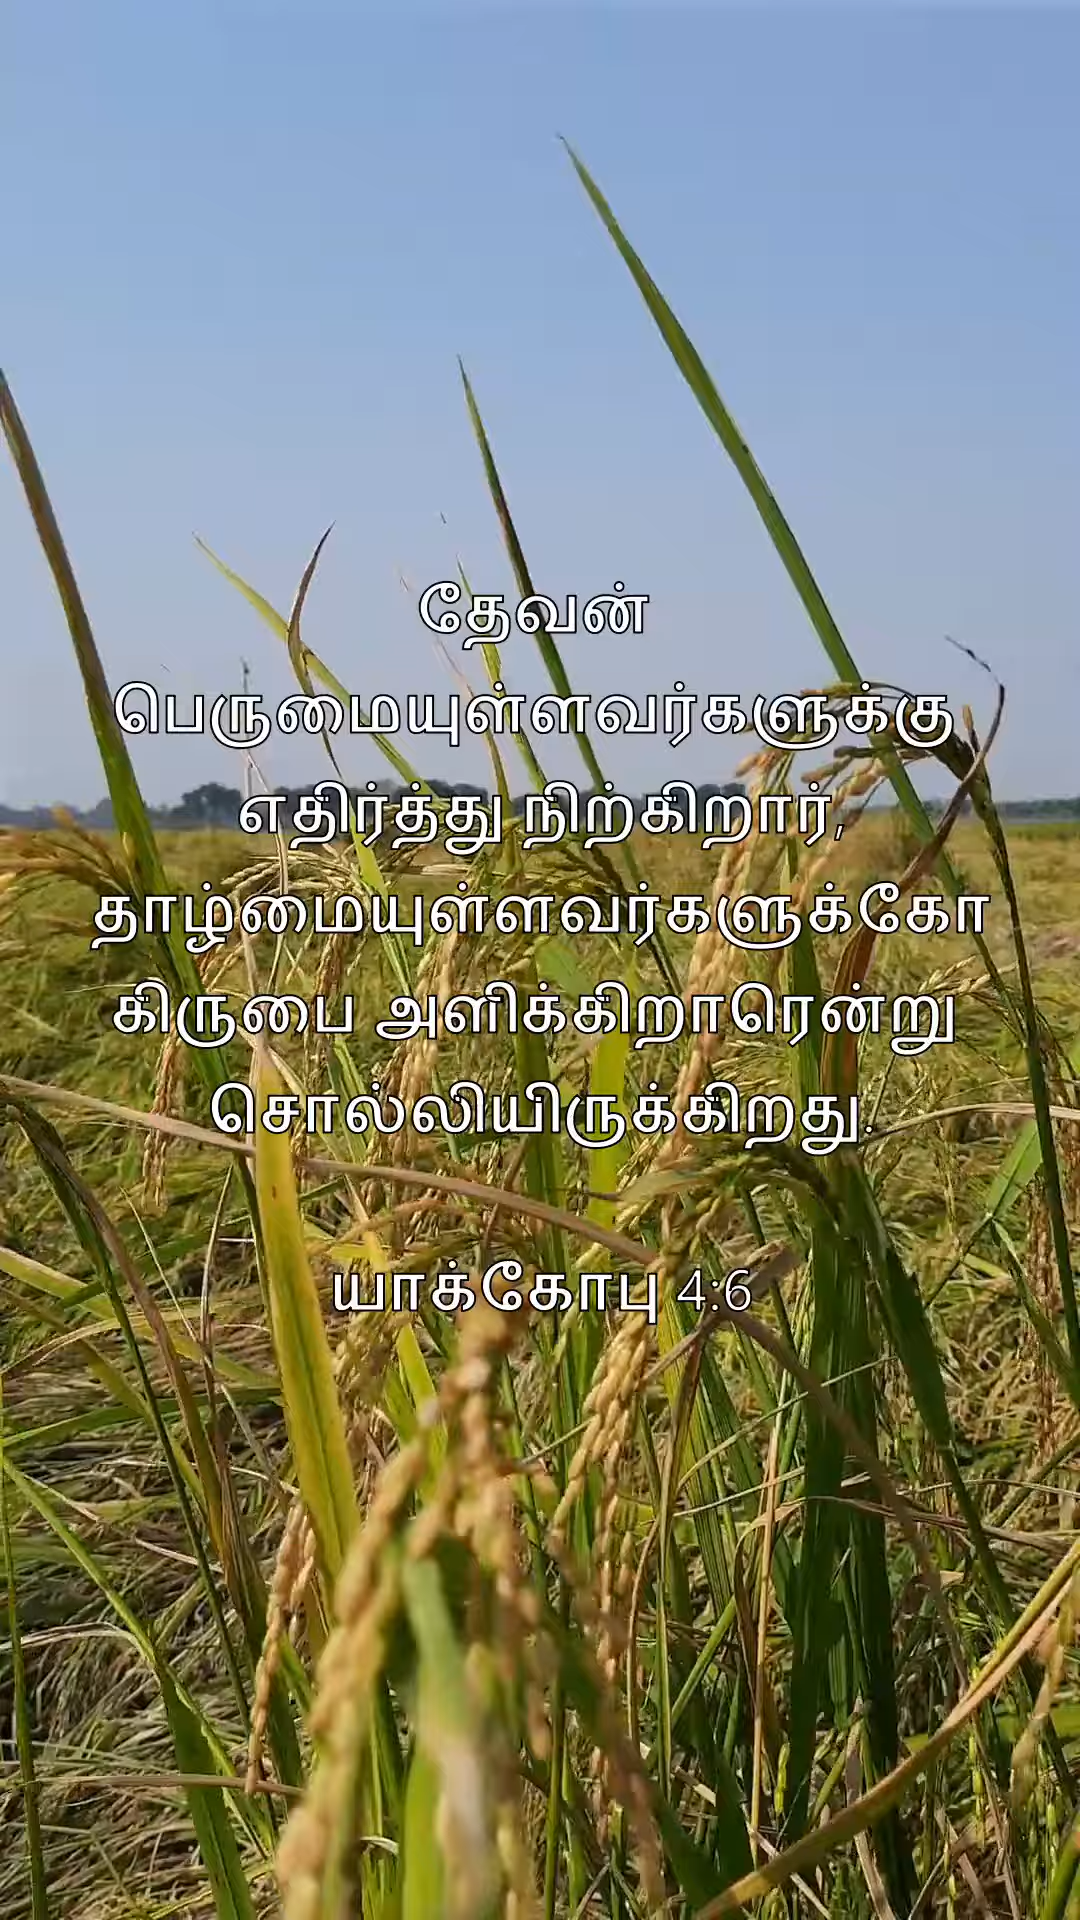 தேவன்
பெருமையுள்ளவர்களுக்கு
எதிர்த்து நிற்கிறார்,
தாழ்மையுள்ளவர்களுக்கோ
கிருபை அளிக்கிறாரென்று
சொல்லியிருக்கிறது.
யாக்கோபு 4:6